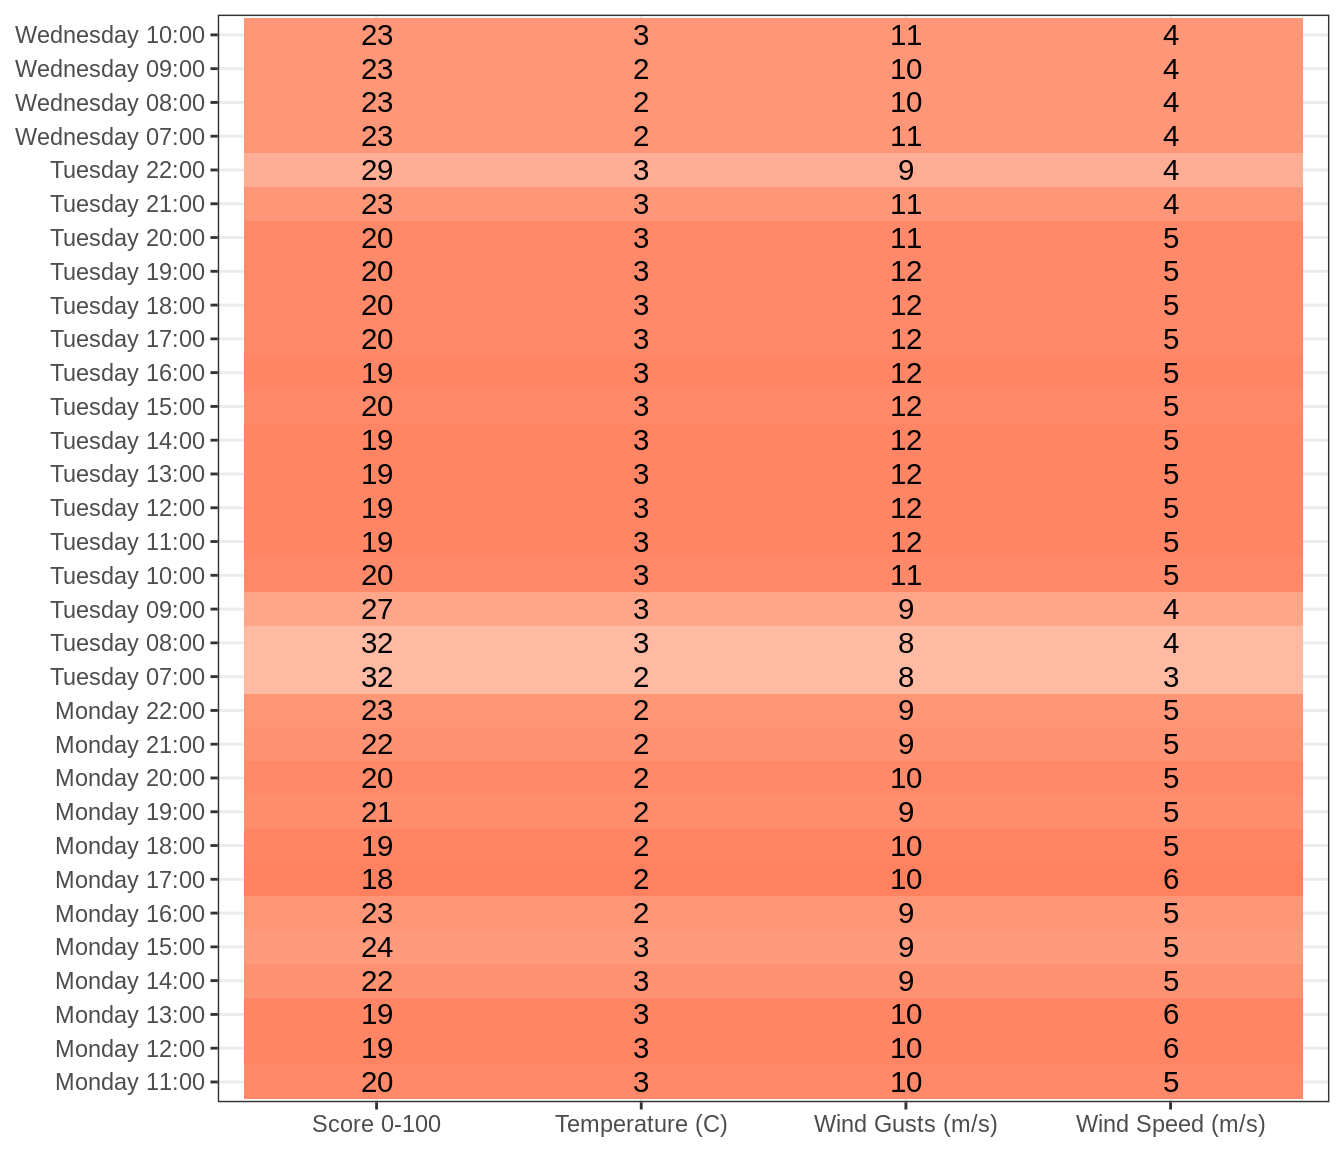 Wednesday 10:00 23 3 11 4
Wednesday 09:00 23 2 10 4
Wednesday 08:00 23 2 10 4
Wednesday 07:00 23 2 11 4
Tuesday 22:00 29 3 9 4
Tuesday 21:00 23 3 11 4
Tuesday 20:00 20 3 11 5
Tuesday 19:00 20 3 12 5
Tuesday 18:00 20 3 12 5
Tuesday 17:00 20 3 12 5
Tuesday 16:00 19 3 12 5
Tuesday 15:00 20 3 12 5
Tuesday 14:00 19 3 12 5
Tuesday 13:00 19 3 12 5
Tuesday 12:00 19 3 12 5
Tuesday 11:00 19 3 12 5
Tuesday 10:00 20 3 11 5
Tuesday 09:00 27 3 9 4
Tuesday 08:00 32 3 8 4
Tuesday 07:00 32 2 8 3
Monday 22:00 23 2 9 5
Monday 21:00 22 2 9 5
Monday 20:00 20 2 10 5
Monday 19:00 21 2 9 5
Monday 18:00 19 2 10 5
Monday 17:00 18 2 10 6
Monday 16:00 23 2 9 5
Monday 15:00 24 3 9 5
Monday 14:00 22 3 9 5
Monday 13:00 19 3 10 6
Monday 12:00 19 3 10 6
Monday 11:00 20 3 10 5
Score 0-100 Temperature (C) Wind Gusts (m/s) Wind Speed (m/s)